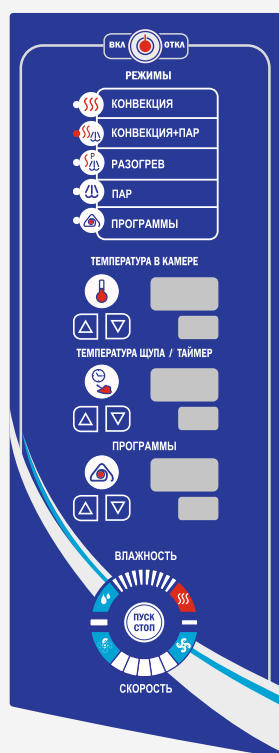 ВКЛ ОТКЛ
РЕЖИМЫ
КОНВЕКЦИЯ
КОНВЕКЦИЯ+ПАР
Р
РАЗОГРЕВ
ПАР
ПРОГРАММЫ
ТЕМПЕРАТУРА В КАМЕРЕ
ТЕМПЕРАТУРА ЩУПА / ТАЙМЕР
ПРОГРАММЫ
ВЛАЖНОСТЬ
ПУСК
СТОП
СКОРОСТЬ